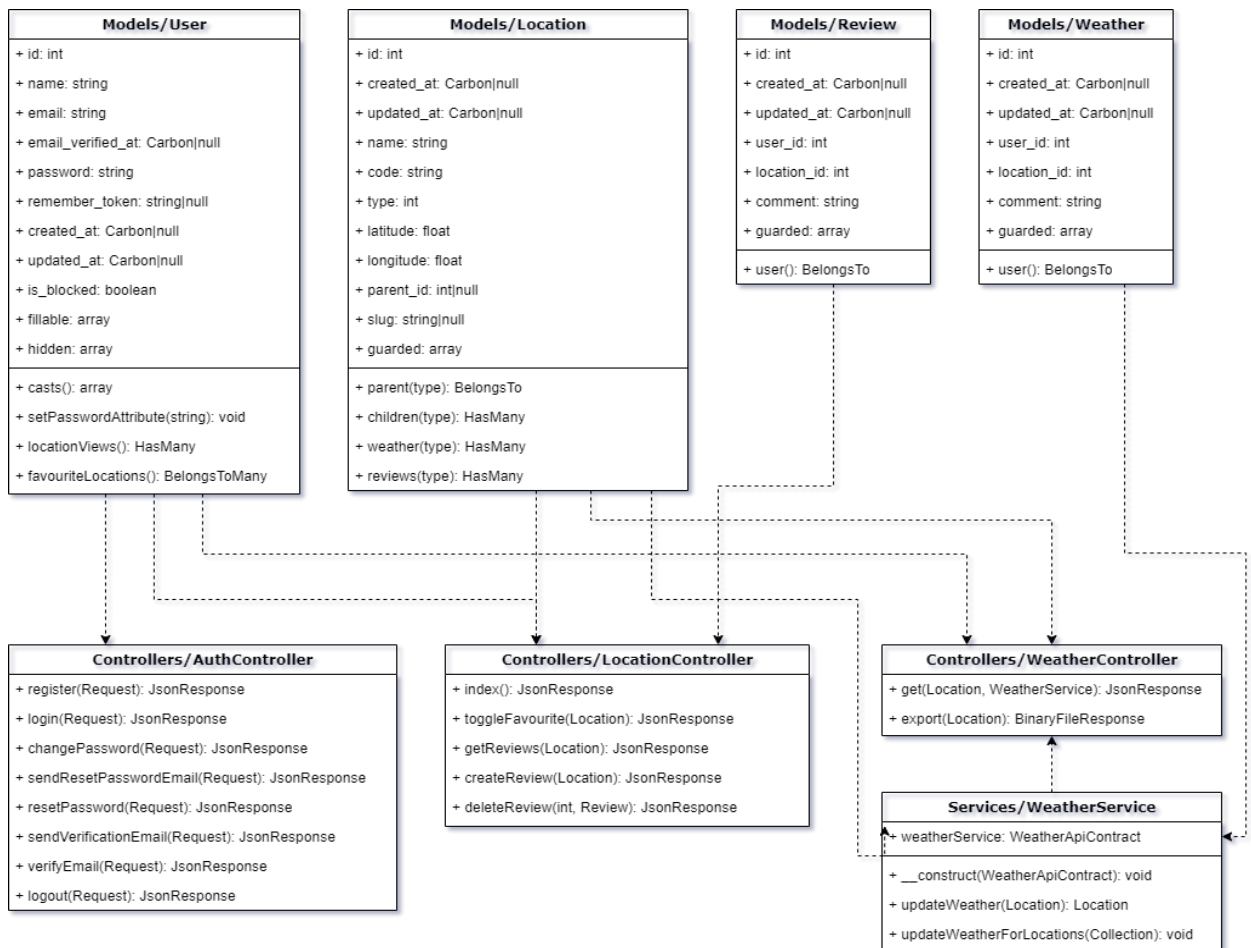 Models/User
+ id: int
+ name: string
+ email: string
+ email_verified_at: Carbon|null
+ password: string
+ remember_token: string|null
+ created_at: Carbon|null
+ updated_at: Carbon|null
+ is_blocked: boolean
+ fillable: array
+ hidden: array
+ casts(): array
+ setPasswordAttribute(string): void
+ locationViews(): HasMany
+ favouriteLocations(): BelongsToMany
Models/Location
+ id: int
+ created_at: Carbon|null
+ updated_at: Carbon|null
+ name: string
+ code: string
+ type: int
+ latitude: float
+ longitude: float
+ parent_id: int|null
+ slug: string|null
+ guarded: array
+ parent(type): BelongsTo
+ children(type): HasMany
+ weather(type): HasMany
+ reviews(type): HasMany
Models/Review
+ id: int
+ created_at: Carbon|null
+ updated_at: Carbon|null
+ user_id: int
+ location_id: int
+ comment: string
+ guarded: array
+ user(): BelongsTo
Models/Weather
+ id: int
+ created_at: Carbon|null
+ updated_at: Carbon|null
+ user_id: int
+ location_id: int
+ comment: string
+ guarded: array
+ user(): BelongsTo
Controllers/AuthController
+ register(Request): JsonResponse
+ login(Request): JsonResponse
+ changePassword(Request): JsonResponse
+ sendResetPasswordEmail(Request): JsonResponse
+ resetPassword(Request): JsonResponse
+ sendVerificationEmail(Request): JsonResponse
+ verifyEmail(Request): JsonResponse
+ logout(Request): JsonResponse
Controllers/LocationController
+ index(): JsonResponse
+ toggleFavourite(Location): JsonResponse
+ getReviews(Location): JsonResponse
+ createReview(Location): JsonResponse
+ deleteReview(int, Review): JsonResponse
Controllers/WeatherController
+ get(Location, WeatherService): JsonResponse
+ export(Location): BinaryFileResponse
Services/WeatherService
+ weatherService: WeatherApiContract
+ __construct(WeatherApiContract): void
+ updateWeather(Location): Location
+ updateWeatherForLocations(Collection): void